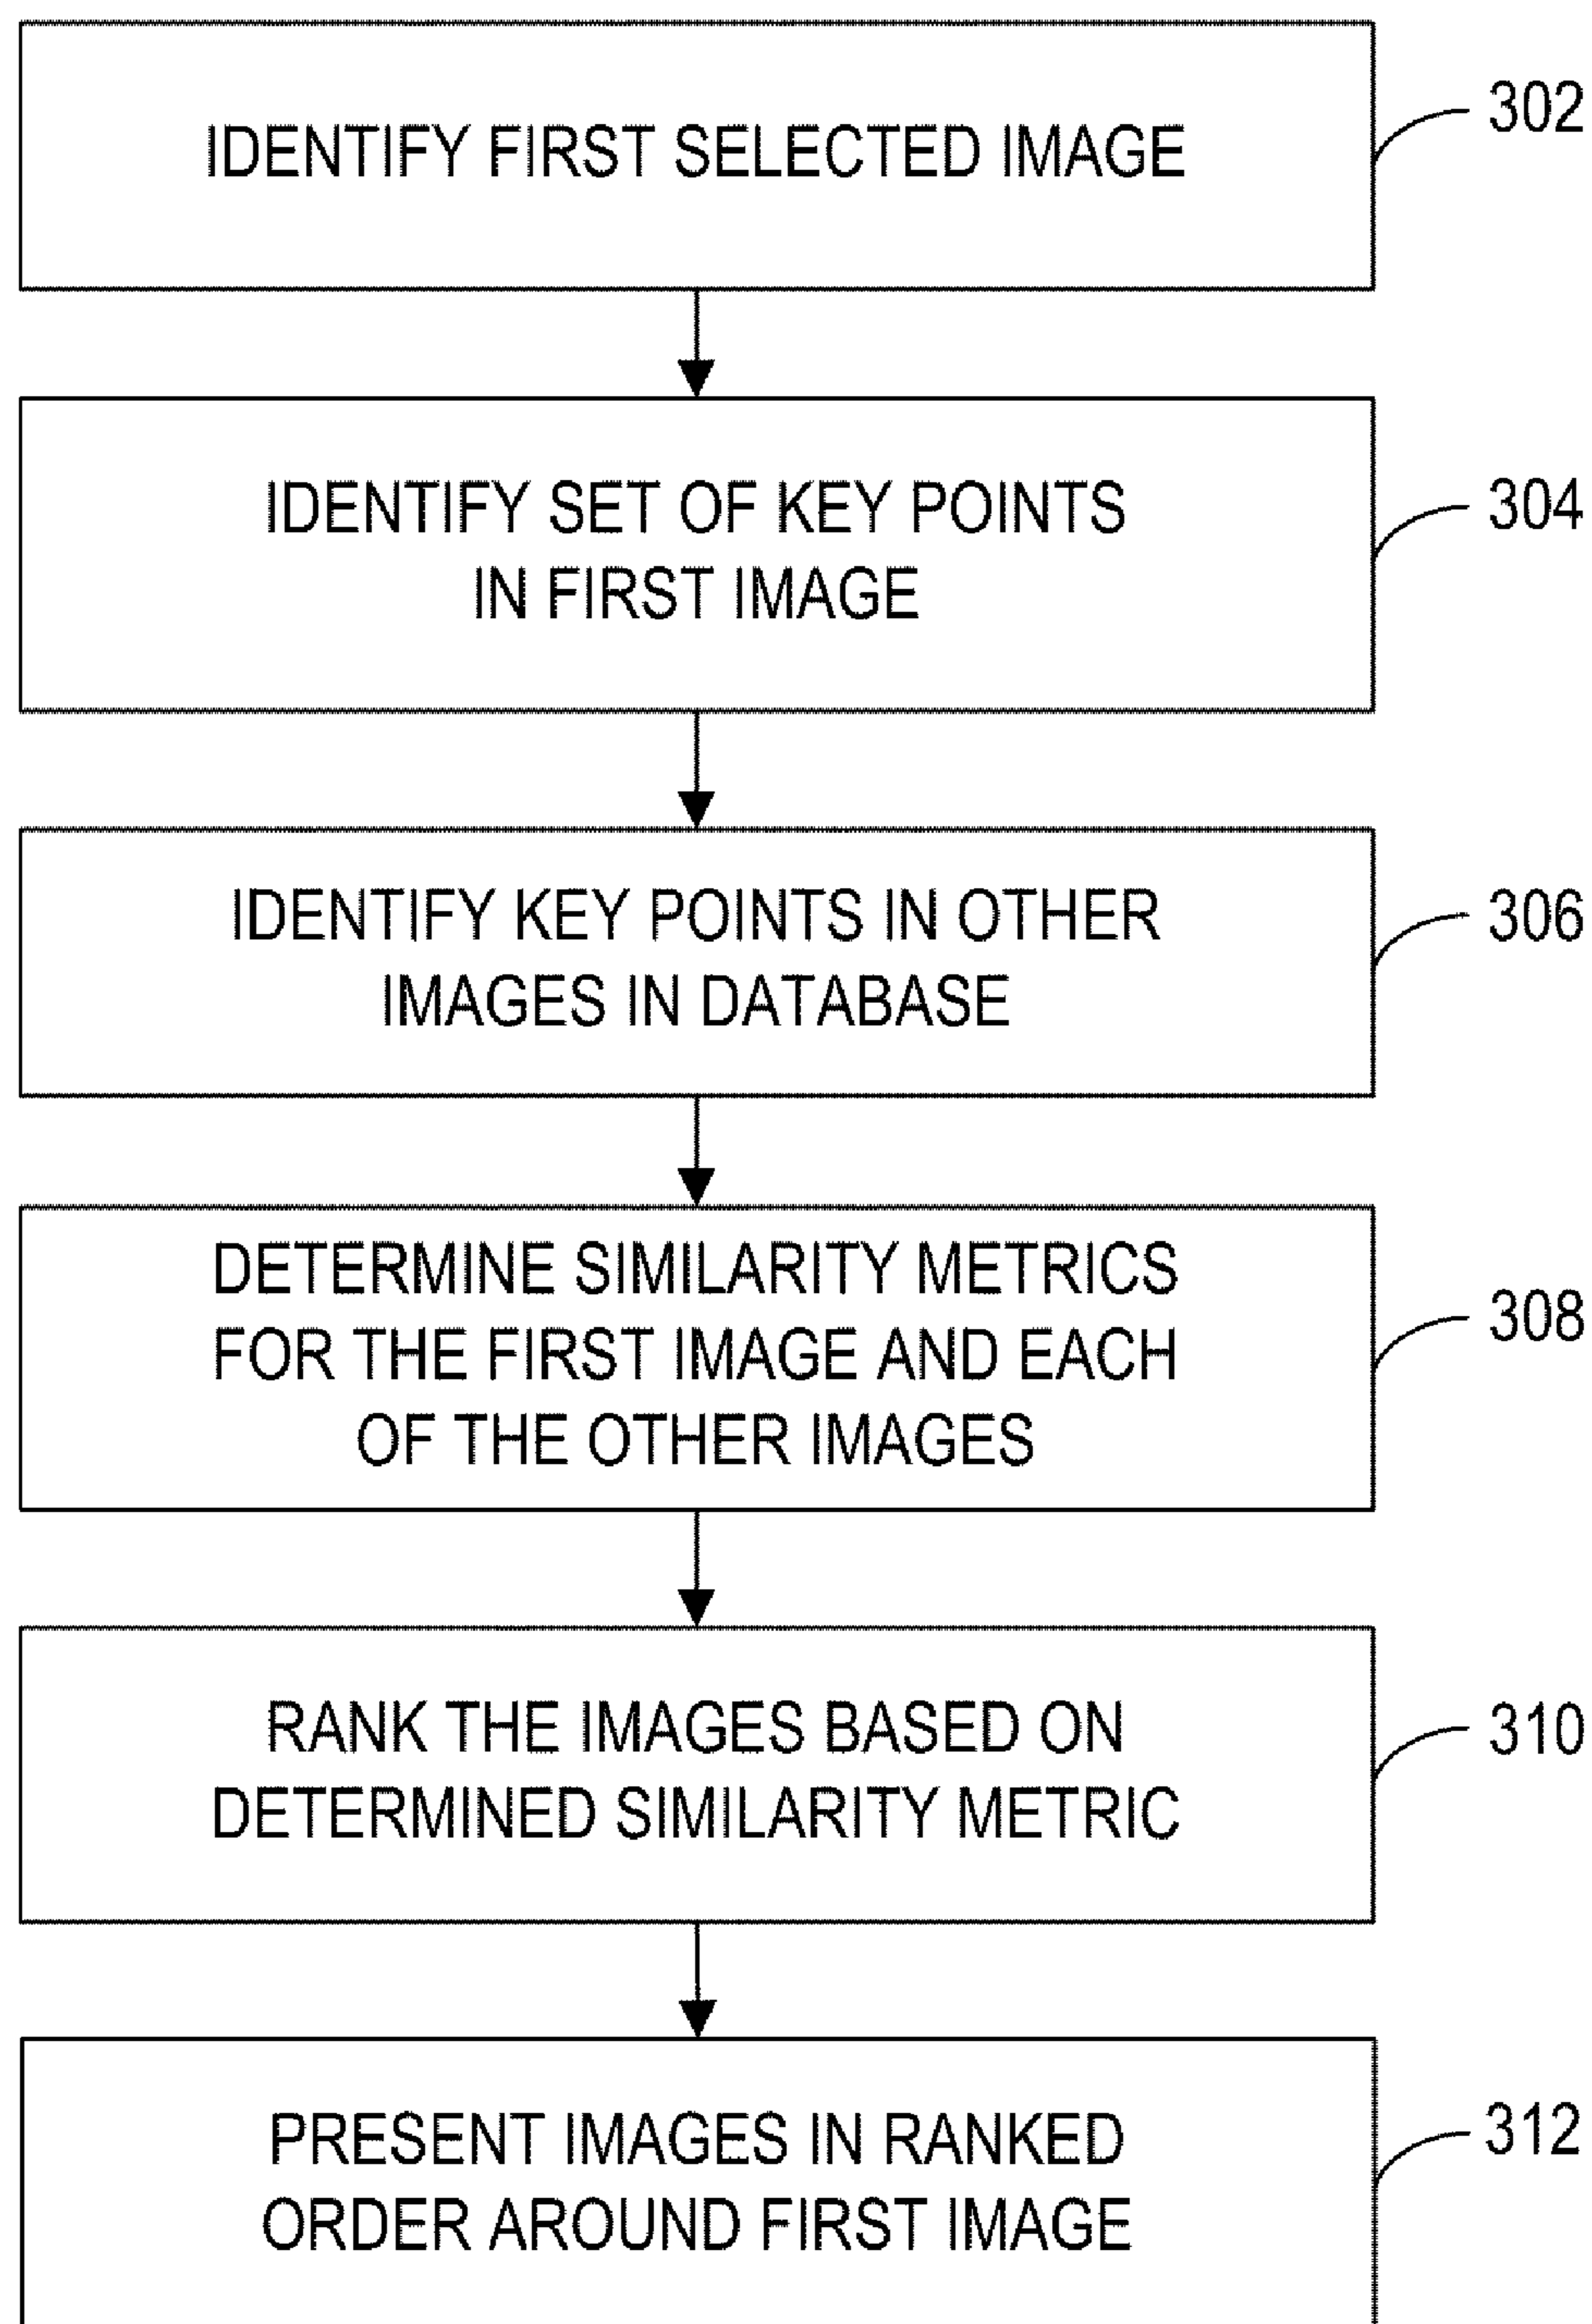 IDENTIFY FIRST SELECTED IMAGE
302
IDENTIFY SET OF KEY POINTS
IN FIRST IMAGE
304
IDENTIFY KEY POINTS IN OTHER
IMAGES IN DATABASE
306
DETERMINE SIMILARITY METRICS
FOR THE FIRST IMAGE AND EACH
OF THE OTHER IMAGES
308
RANK THE IMAGES BASED ON
DETERMINED SIMILARITY METRIC
310
PRESENT IMAGES IN RANKED
ORDER AROUND FIRST IMAGE
312